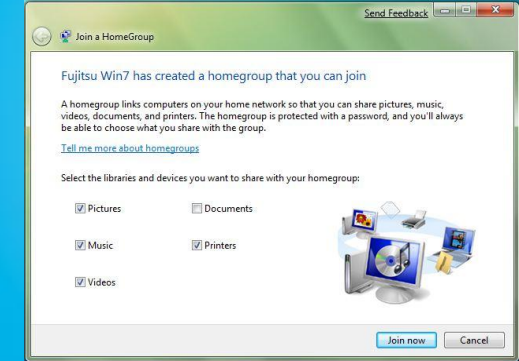 Send Feedback
Join a HomeGroup
Fujitsu Win7 has created a homegroup that you can join
A homegroup links computers on your home network so that you can share pictures, music,
videos, documents, and printers. The homegroup is protected with a password, and you'll always
be able to choose what you share with the group.
Tell me more about homegroups
Select the libraries and devices you want to share with your homegroup:
Pictures Documents
Music Printers
Videos
Join now Cancel